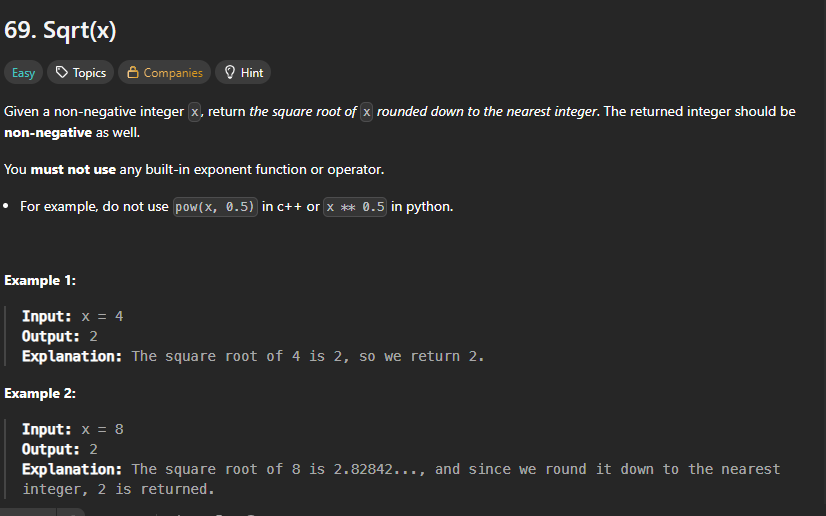 69. Sqrt(x)
Easy Topics Companies Hint
Given a non-negative integer x, return the square root of x rounded down to the nearest integer. The returned integer should be
non-negative as well.
You must not use any built-in exponent function or operator.
• For example, do not use pow(x, 0.5) in c++ or x ** 0.5 in python.
Example 1:
Input: x = 4
Output: 2
Explanation: The square root of 4 is 2, so we return 2.
Example 2:
Input: x = 8
Output: 2
Explanation: The square root of 8 is 2.82842..., and since we round it down to the nearest
integer, 2 is returned.